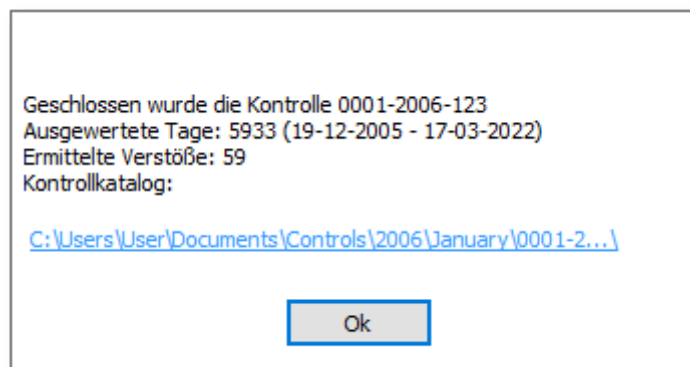 Geschlossen wurde die Kontrolle 0001-2006-123
Ausgewertete Tage: 5933 (19-12-2005 - 17-03-2022)
Ermittelte Verstöße: 59
Kontrollkatalog:
C:\Users\User\Documents\Controls\2006\January\0001-2...\
Ok